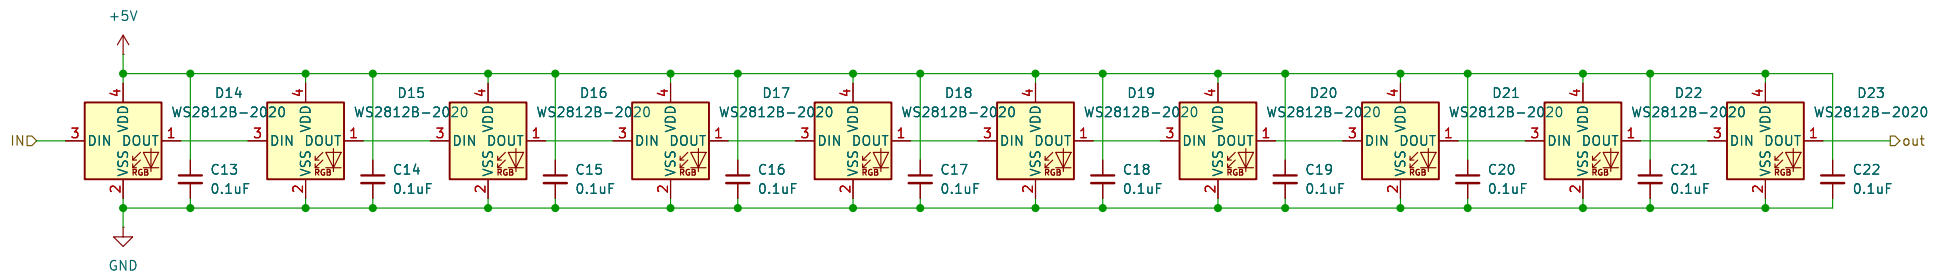 +5V
4 4 4 4 4 4 4 4 4 4
D14 D15 D16 D17 D18 D19 D20 D21 D22 D23
WS2812B-2020 WS2812B-2020 WS2812B-2020 WS2812B-2020 WS2812B-2020 WS2812B-2020 WS2812B-2020 WS2812B-2020 WS2812B-2020 WS2812B-2020
VDD VDD VDD VDD VDD VDD VDD VDD VDD VDD
IN 3 DIN DOUT 1 3 DIN DOUT 1 3 DIN DOUT 1 3 DIN DOUT 1 3 DIN DOUT 1 3 DIN DOUT 1 3 DIN DOUT 1 3 DIN DOUT 1 3 DIN DOUT 1 3 DIN DOUT 1 out
VSS VSS VSS VSS VSS VSS VSS VSS VSS VSS
RGB RGB RGB RGB RGB RGB RGB RGB RGB RGB
C13 C14 C15 C16 C17 C18 C19 C20 C21 C22
0.1uF 0.1uF 0.1uF 0.1uF 0.1uF 0.1uF 0.1uF 0.1uF 0.1uF 0.1uF
2 2 2 2 2 2 2 2 2 2
GND